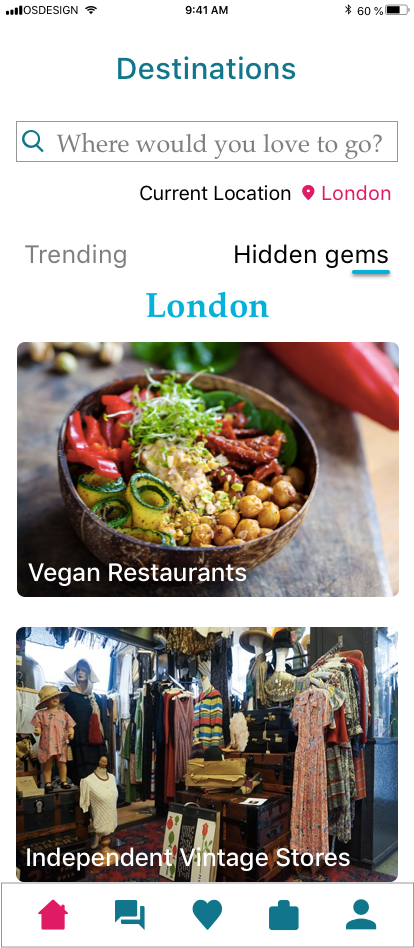 IOSDESIGN 9:41 AM 60 %
Destinations
Where would you love to go?
Current Location London
Trending Hidden gems
London
Vegan Restaurants
Independent Vintage Stores